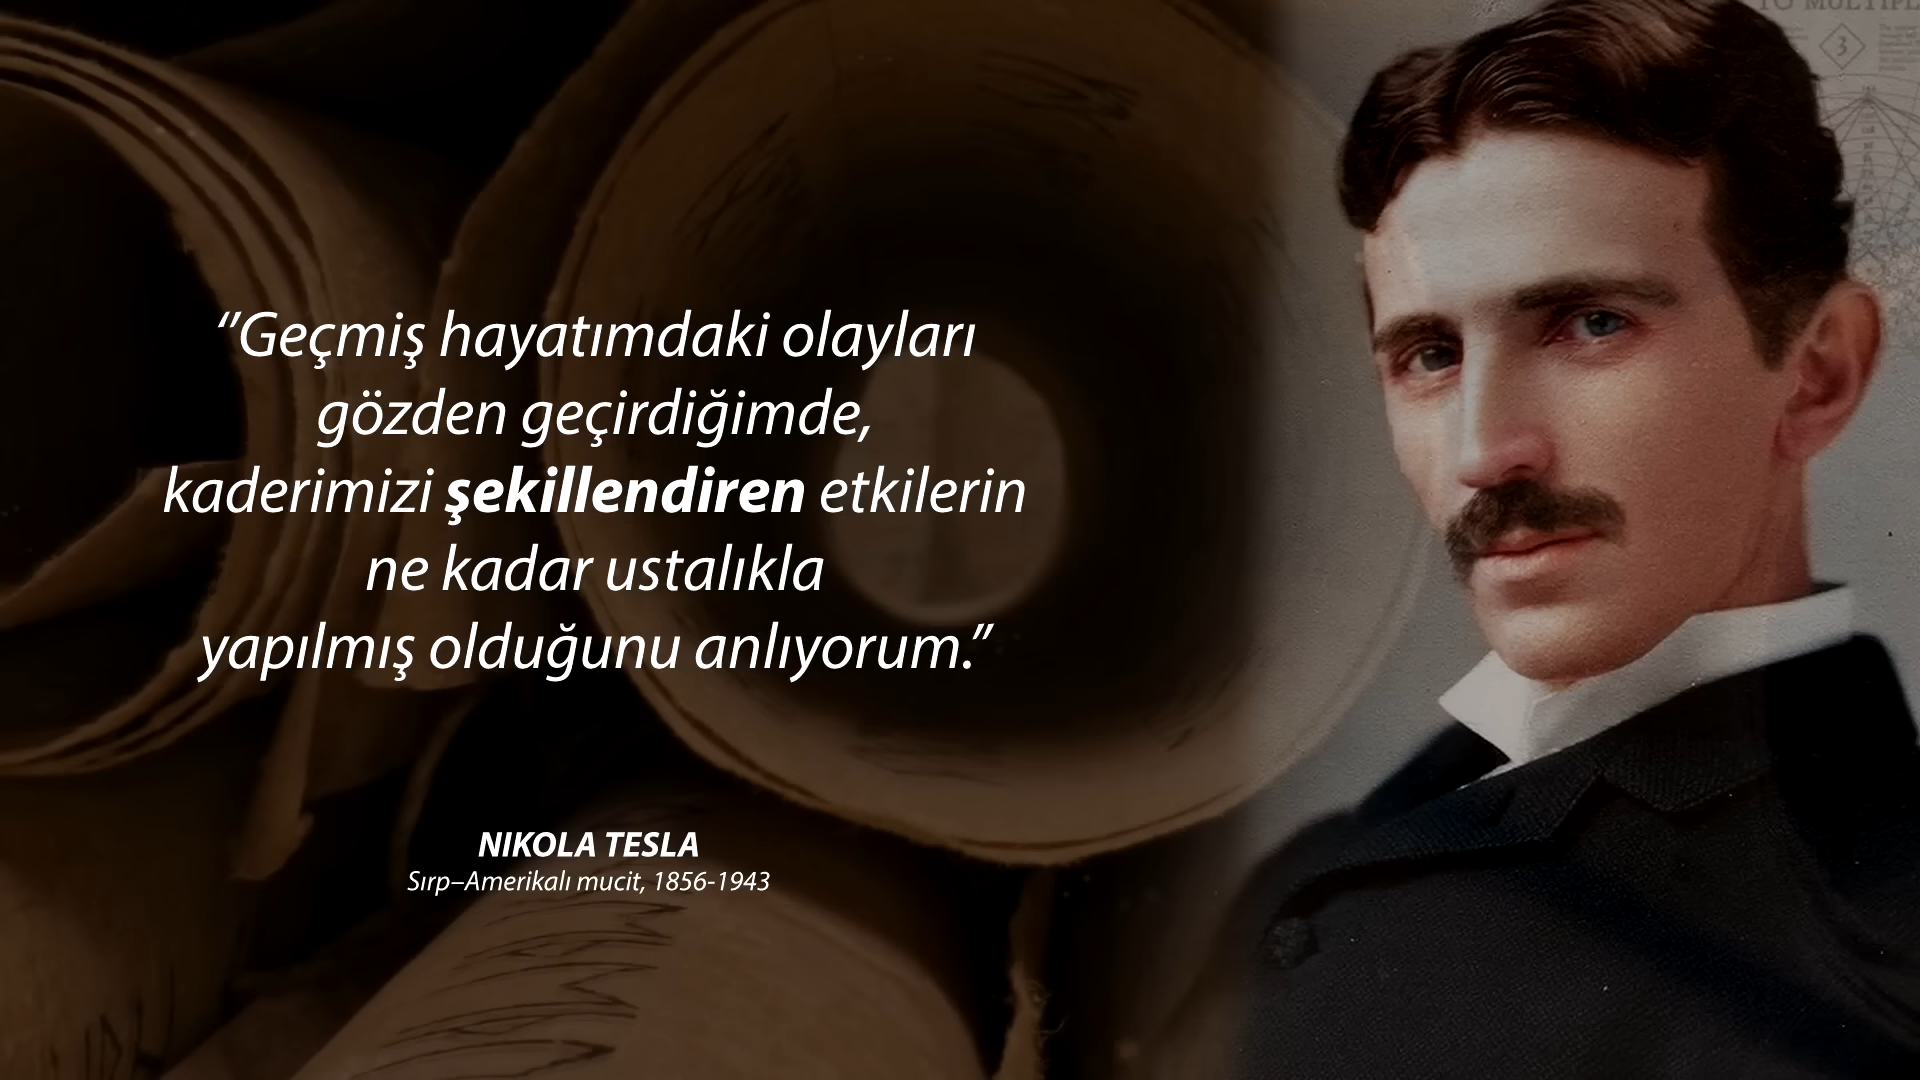 “Geçmiş hayatımdaki olayları
gözden geçirdiğimde,
kaderimizi şekillendiren etkilerin
ne kadar ustalıkla
yapılmış olduğunu anlıyorum.”
NIKOLA TESLA
Sırp–Amerikalı mucit, 1856-1943
3